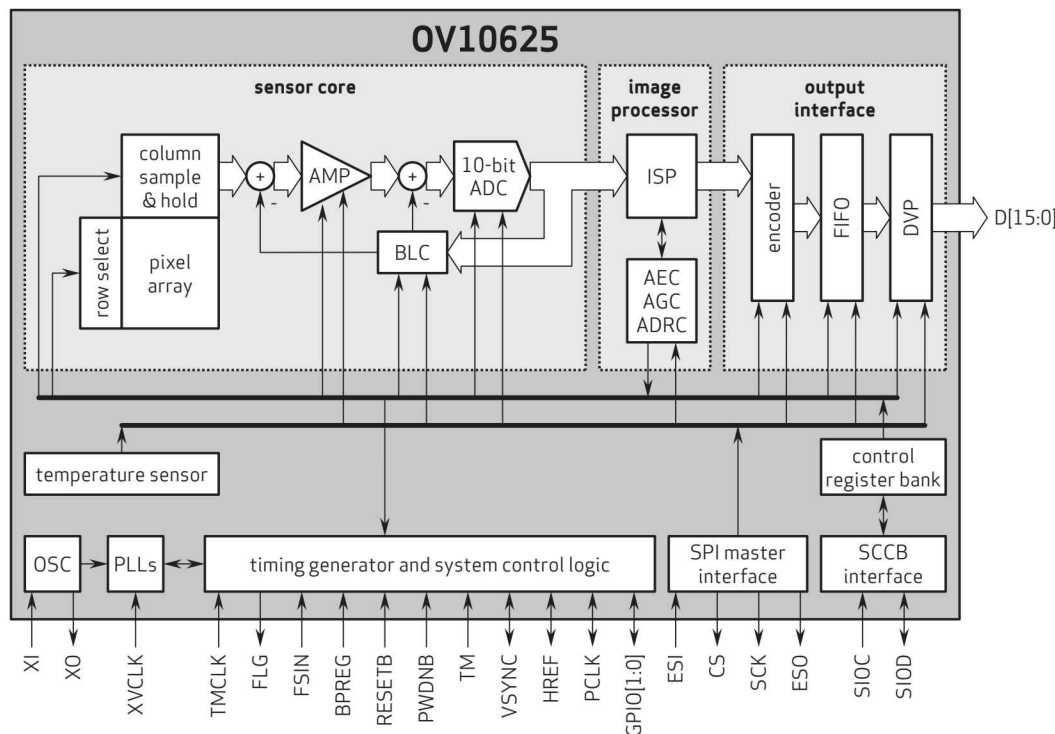 OV10625
sensor core
image
processor
output
interface
column
sample
& hold
+
-
AMP
+
-
10-bit
ADC
ISP
encoder
FIFO
DVP
D[15:0]
row select
pixel
array
BLC
AEC
AGC
ADRC
temperature sensor
control
register bank
OSC
PLLs
timing generator and system control logic
SPI master
interface
SCCB
interface
XI
XO
XVCLK
TMCLK
FLG
FSIN
BPREG
RESETB
PWDNB
TM
VSYNC
HREF
PCLK
GPIO[1:0]
ESI
CS
SCK
ESO
SIOC
SIOD